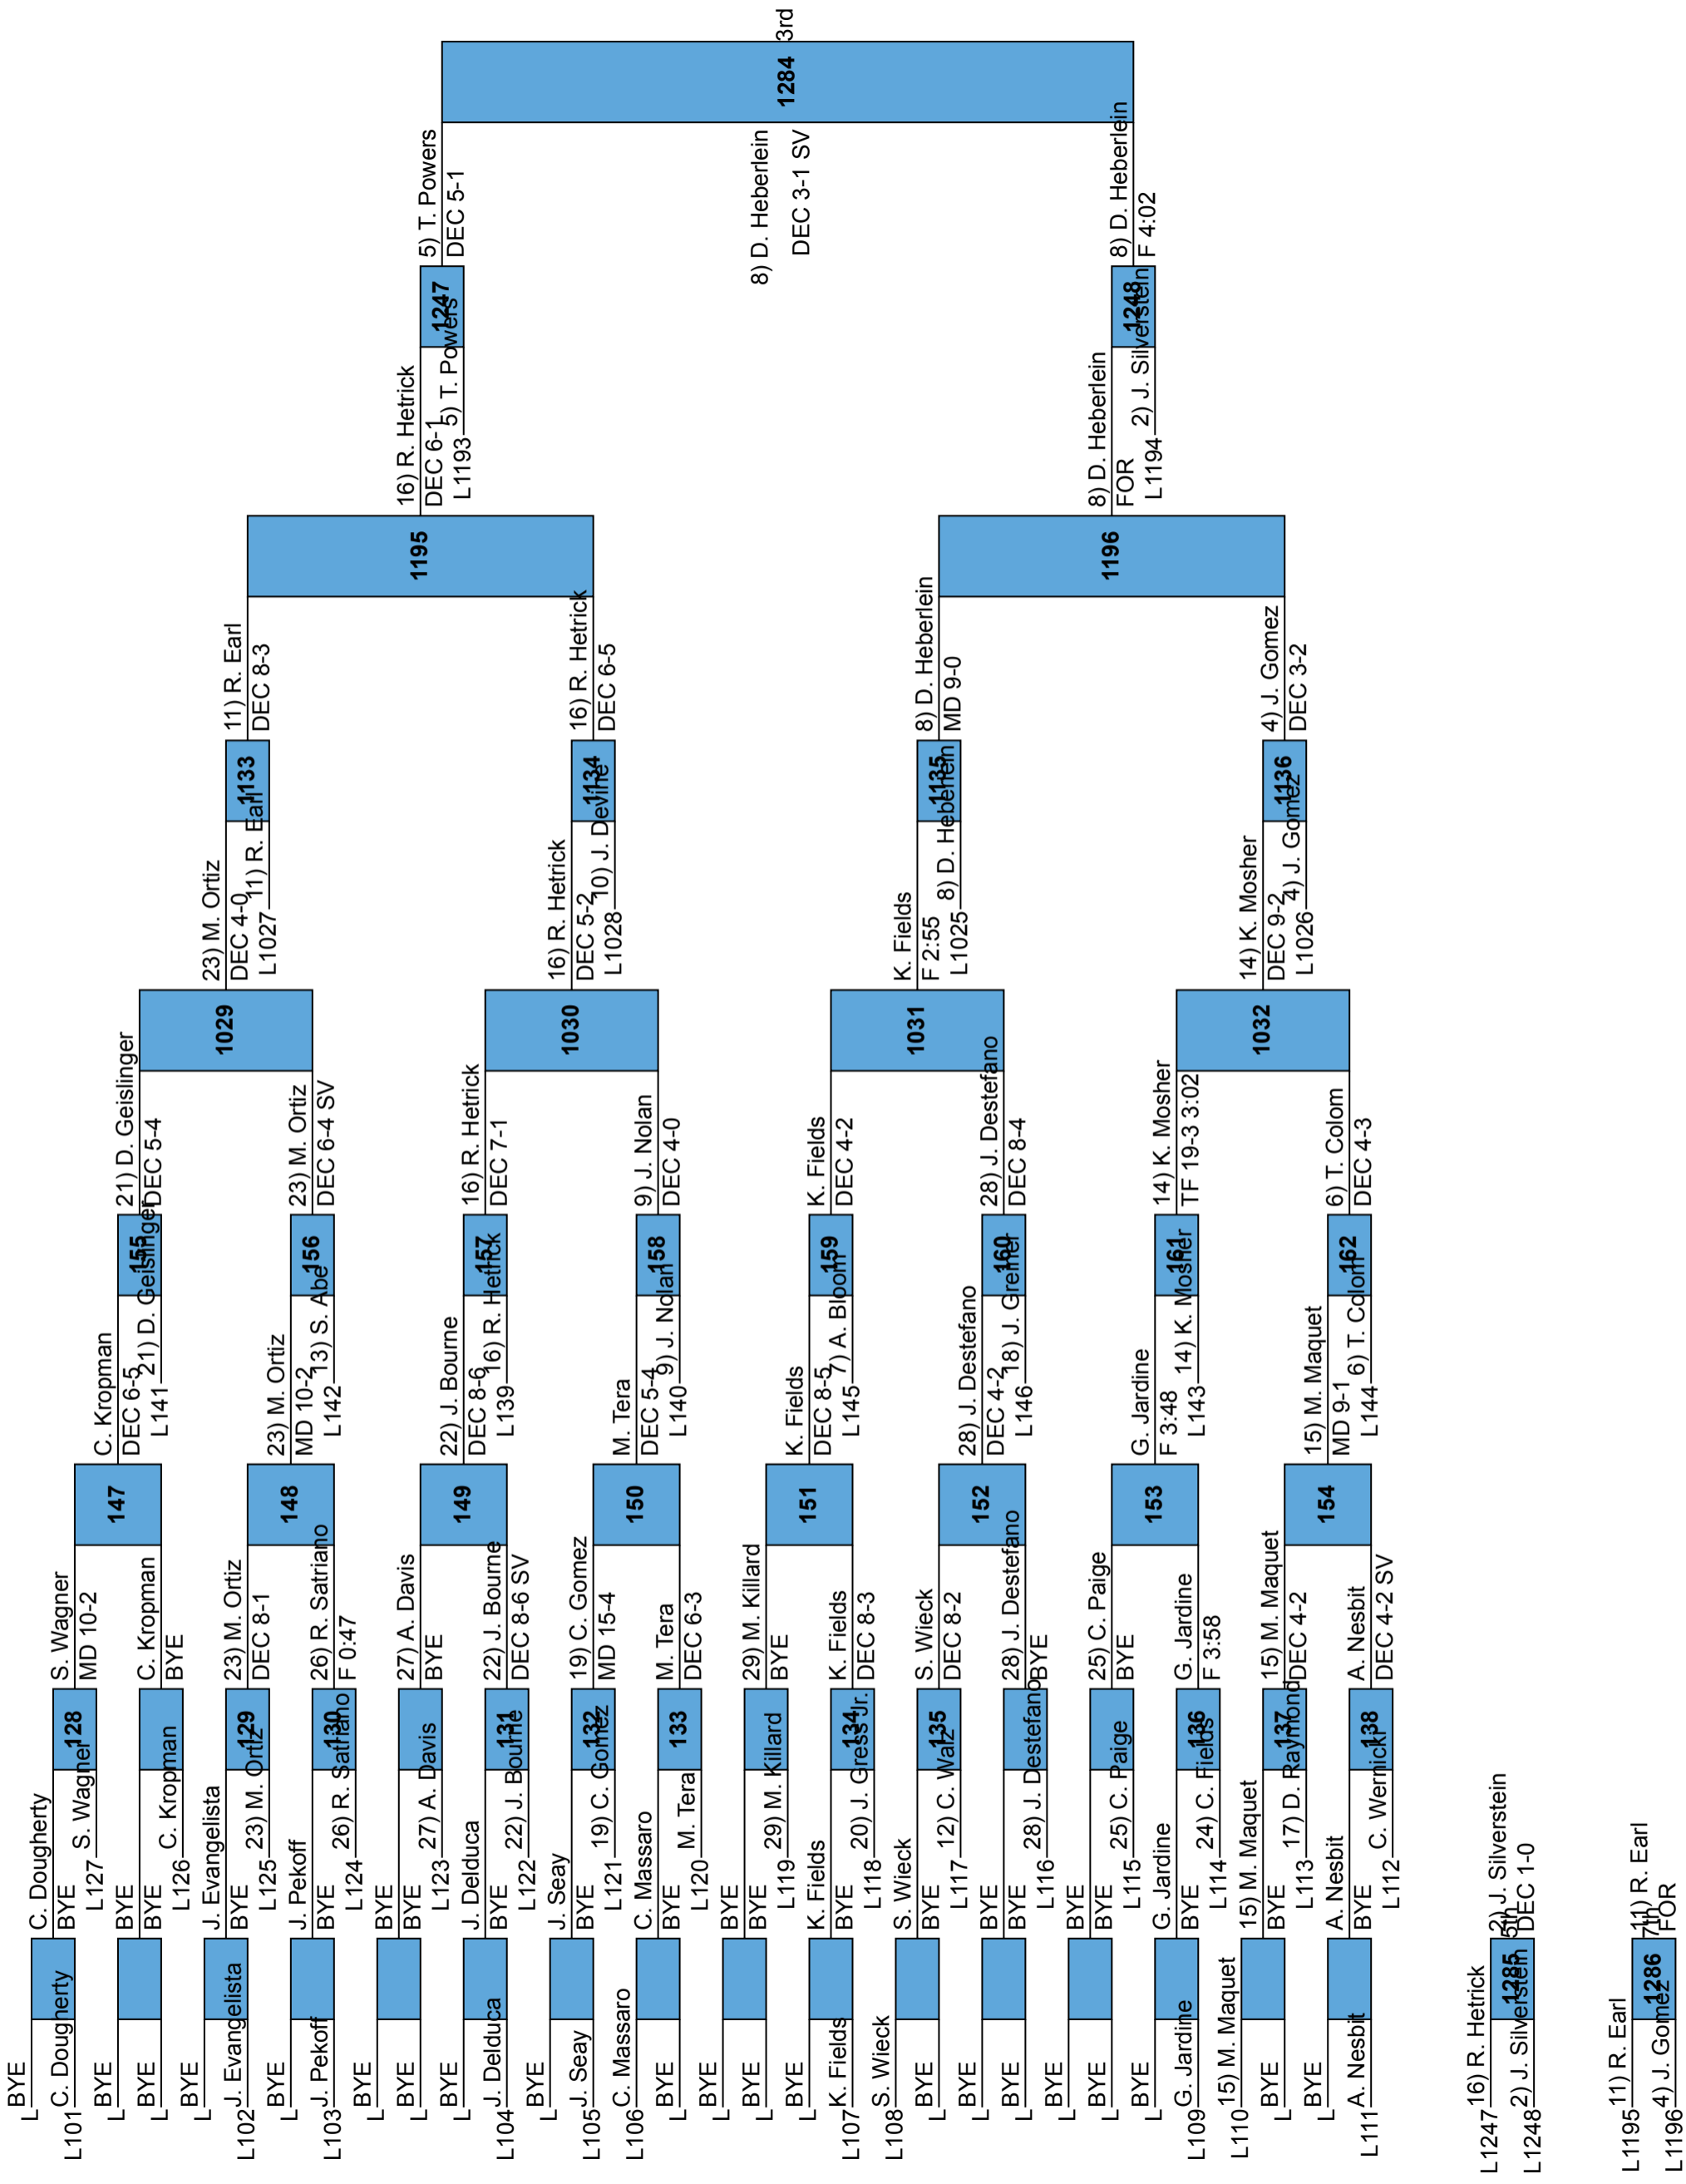 BYE
L
C. Dougherty
L101
BYE
L
BYE
L
BYE
L
J. Evangelista
L102
BYE
L
J. Pekoff
L103
BYE
L
BYE
L
BYE
L
J. Delduca
L104
BYE
L
J. Seay
L105
C. Massaro
L106
BYE
L
BYE
L
BYE
L
BYE
L
K. Fields
L107
S. Wieck
L108
BYE
L
BYE
L
BYE
L
BYE
L
BYE
L
BYE
L
G. Jardine
L109
15) M. Maquet
L110
BYE
L
BYE
L
A. Nesbit
L111
C. Dougherty
BYE
128
S. Wagner
L127
BYE
BYE
C. Kropman
L126
J. Evangelista
BYE
129
23) M. Ortiz
L125
J. Pekoff
BYE
130
26) R. Satriano
L124
BYE
BYE
27) A. Davis
L123
J. Delduca
BYE
131
22) J. Bourne
L122
J. Seay
BYE
132
19) C. Gomez
L121
C. Massaro
BYE
133
M. Tera
L120
BYE
BYE
29) M. Killard
L119
K. Fields
BYE
134
20) J. Gress Jr.
L118
S. Wieck
BYE
135
12) C. Walz
L117
BYE
BYE
28) J. Destefano
L116
BYE
BYE
25) C. Paige
L115
G. Jardine
BYE
136
24) C. Fields
L114
15) M. Maquet
BYE
137
17) D. Raymond
L113
A. Nesbit
BYE
138
C. Wernicki
L112
S. Wagner
MD 10-2
147
C. Kropman
BYE
23) M. Ortiz
DEC 8-1
148
26) R. Satriano
F 0:47
27) A. Davis
BYE
149
22) J. Bourne
DEC 8-6 SV
19) C. Gomez
MD 15-4
150
M. Tera
DEC 6-3
29) M. Killard
BYE
151
K. Fields
DEC 8-3
S. Wieck
DEC 8-2
152
28) J. Destefano
BYE
25) C. Paige
BYE
153
G. Jardine
F 3:58
15) M. Maquet
DEC 4-2
154
A. Nesbit
DEC 4-2 SV
C. Kropman
DEC 6-5
155
21) D. Geislinger
L141
23) M. Ortiz
MD 10-2
156
13) S. Abe
L142
22) J. Bourne
DEC 8-6
157
16) R. Hetrick
L139
M. Tera
DEC 5-4
158
9) J. Nolan
L140
K. Fields
DEC 8-5
159
7) A. Bloom
L145
28) J. Destefano
DEC 4-2
160
18) J. Greiner
L146
G. Jardine
F 3:48
161
14) K. Mosher
L143
15) M. Maquet
MD 9-1
162
6) T. Colom
L144
21) D. Geislinger
DEC 5-4
1029
23) M. Ortiz
DEC 6-4 SV
16) R. Hetrick
DEC 7-1
1030
9) J. Nolan
DEC 4-0
K. Fields
DEC 4-2
1031
28) J. Destefano
DEC 8-4
14) K. Mosher
TF 19-3 3:02
1032
6) T. Colom
DEC 4-3
23) M. Ortiz
DEC 4-0
1133
11) R. Earl
L1027
16) R. Hetrick
DEC 5-2
1134
10) J. Devine
L1028
K. Fields
F 2:55
1135
8) D. Heberlein
L1025
14) K. Mosher
DEC 9-2
1136
4) J. Gomez
L1026
11) R. Earl
DEC 8-3
1195
16) R. Hetrick
DEC 6-5
8) D. Heberlein
MD 9-0
1196
4) J. Gomez
DEC 3-2
16) R. Hetrick
DEC 6-1
1247
5) T. Powers
L1193
8) D. Heberlein
FOR
1248
2) J. Silverstein
L1194
5) T. Powers
DEC 5-1
1284
8) D. Heberlein
F 4:02
8) D. Heberlein
3rd
DEC 3-1 SV
16) R. Hetrick
L1247
1285
2) J. Silverstein
L1248
2) J. Silverstein
5th
DEC 1-0
11) R. Earl
L1195
1286
4) J. Gomez
L1196
11) R. Earl
7th
FOR